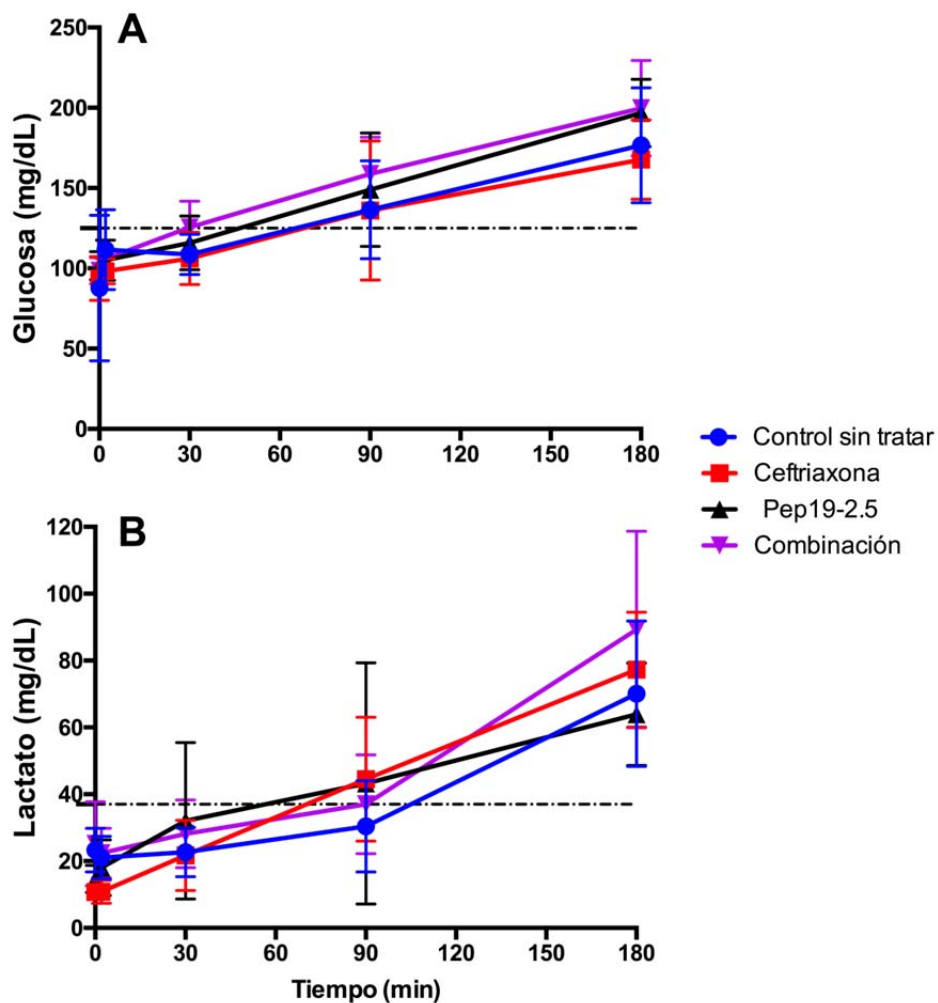 A
Glucosa (mg/dL)
250
200
150
100
50
0
0 30 60 90 120 150 180
Control sin tratar
Ceftriaxona
Pep19-2.5
Combinación
B
Lactato (mg/dL)
120
100
80
60
40
20
0
0 30 60 90 120 150 180
Tiempo (min)